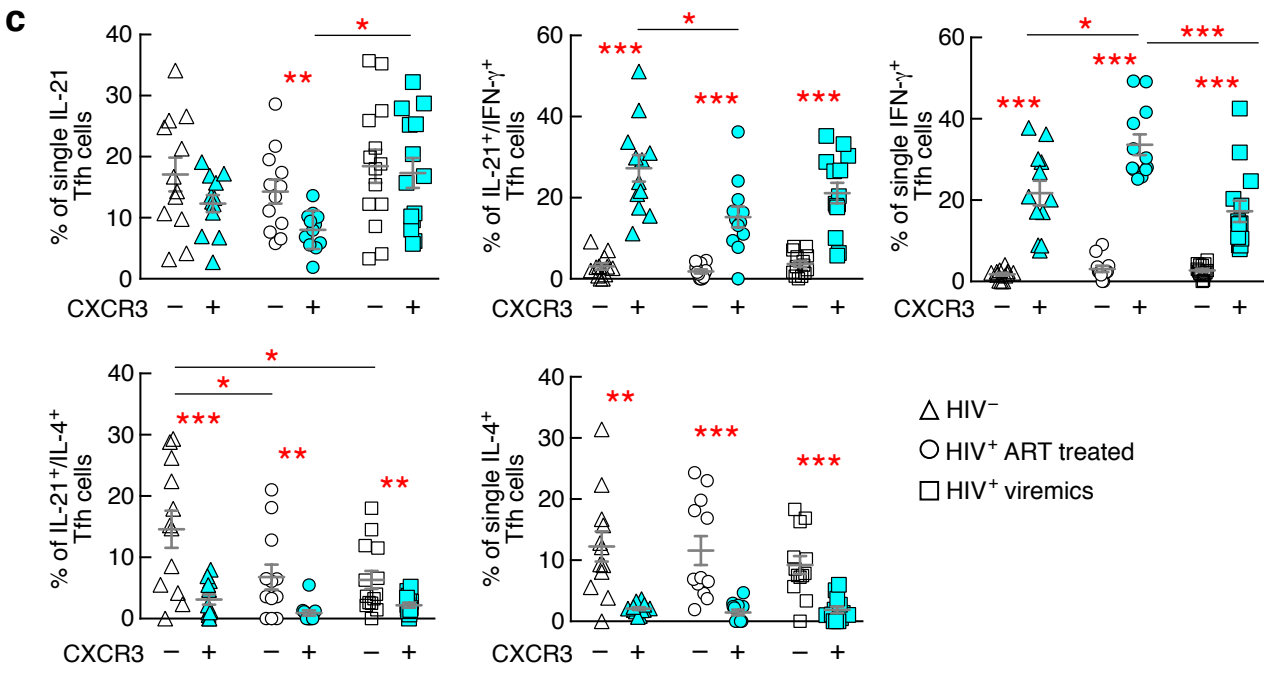 c
% of single IL-21
Tfh cells
40
30
20
10
0
* ** 
CXCR3 − + − + − +
% of IL-21+/IFN-γ+
Tfh cells
60
40
20
0
*
*** *** ***
CXCR3 − + − + − +
% of single IFN-γ+
Tfh cells
60
40
20
0
* ***
*** *** ***
CXCR3 − + − + − +
% of IL-21+/IL-4+
Tfh cells
40
30
20
10
0
*
*
*** ** **
CXCR3 − + − + − +
% of single IL-4+
Tfh cells
40
30
20
10
0
** *** ***
CXCR3 − + − + − +
HIV−
HIV+ ART treated
HIV+ viremics